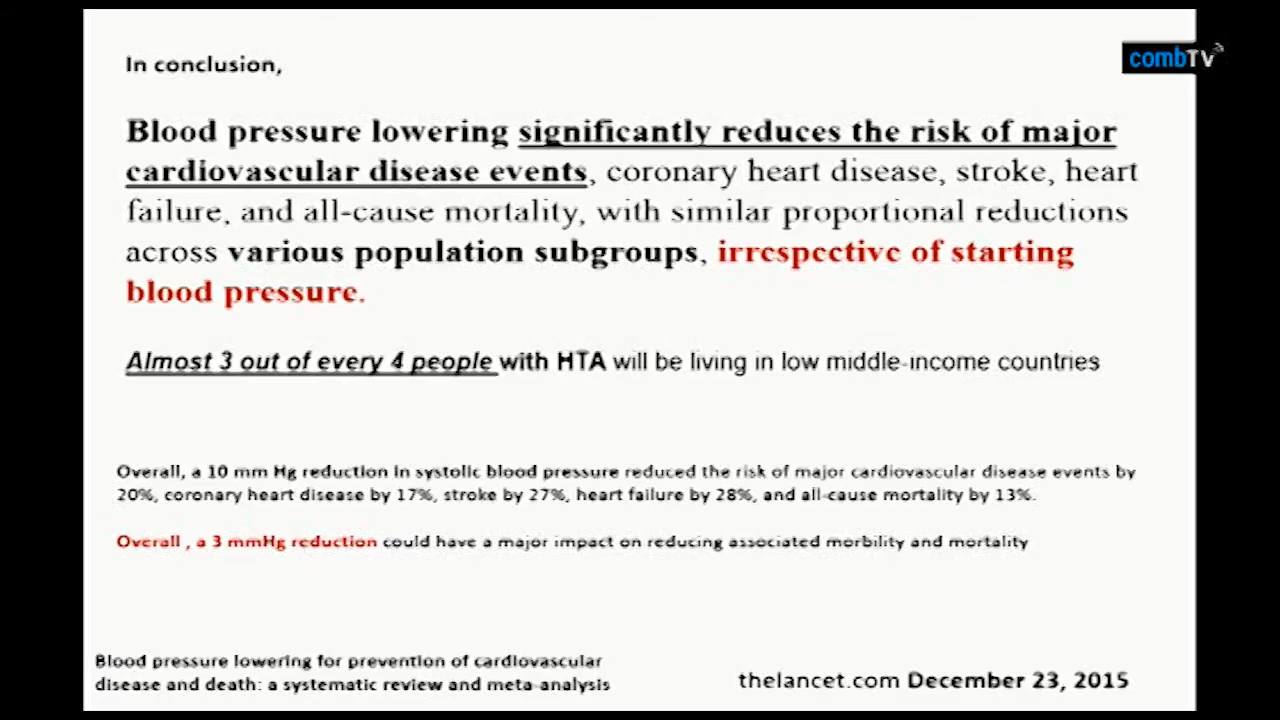 In conclusion,
combTV
Blood pressure lowering significantly reduces the risk of major
cardiovascular disease events, coronary heart disease, stroke, heart
failure, and all-cause mortality, with similar proportional reductions
across various population subgroups, irrespective of starting
blood pressure.
Almost 3 out of every 4 people with HTA will be living in low middle-income countries
Overall, a 10 mm Hg reduction in systolic blood pressure reduced the risk of major cardiovascular disease events by
20%, coronary heart disease by 17%, stroke by 27%, heart failure by 28%, and all-cause mortality by 13%.
Overall , a 3 mmHg reduction could have a major impact on reducing associated morbility and mortality
Blood pressure lowering for prevention of cardiovascular
disease and death: a systematic review and meta-analysis
thelancet.com December 23, 2015